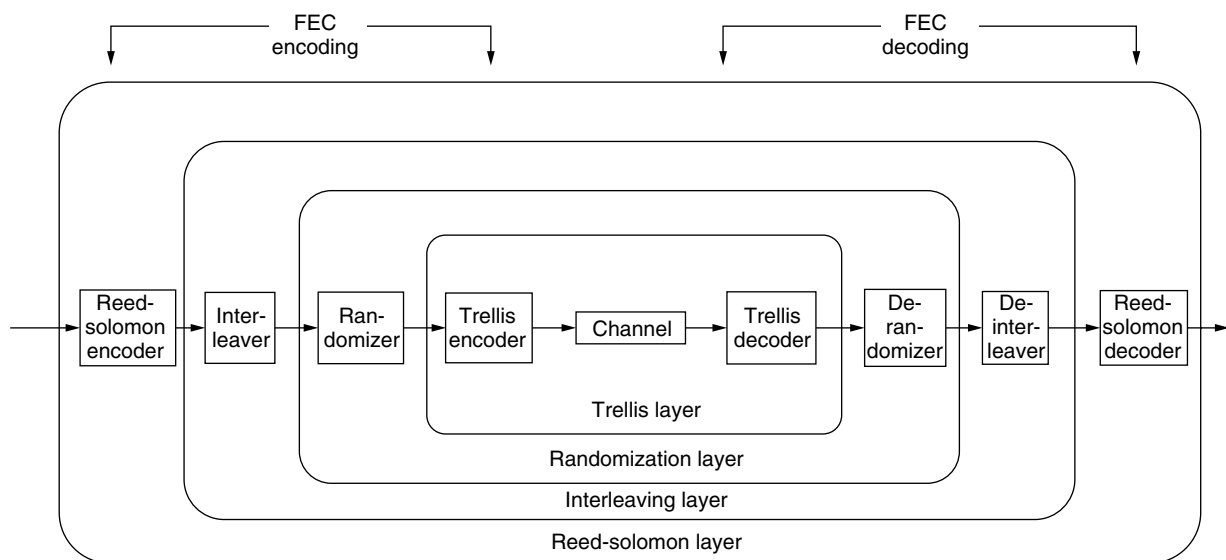 FEC
encoding
FEC
decoding
Reed-
solomon
encoder
Inter-
leaver
Ran-
domizer
Trellis
encoder
Channel
Trellis
decoder
De-
ran-
domizer
De-
inter-
leaver
Reed-
solomon
decoder
Trellis layer
Randomization layer
Interleaving layer
Reed-solomon layer